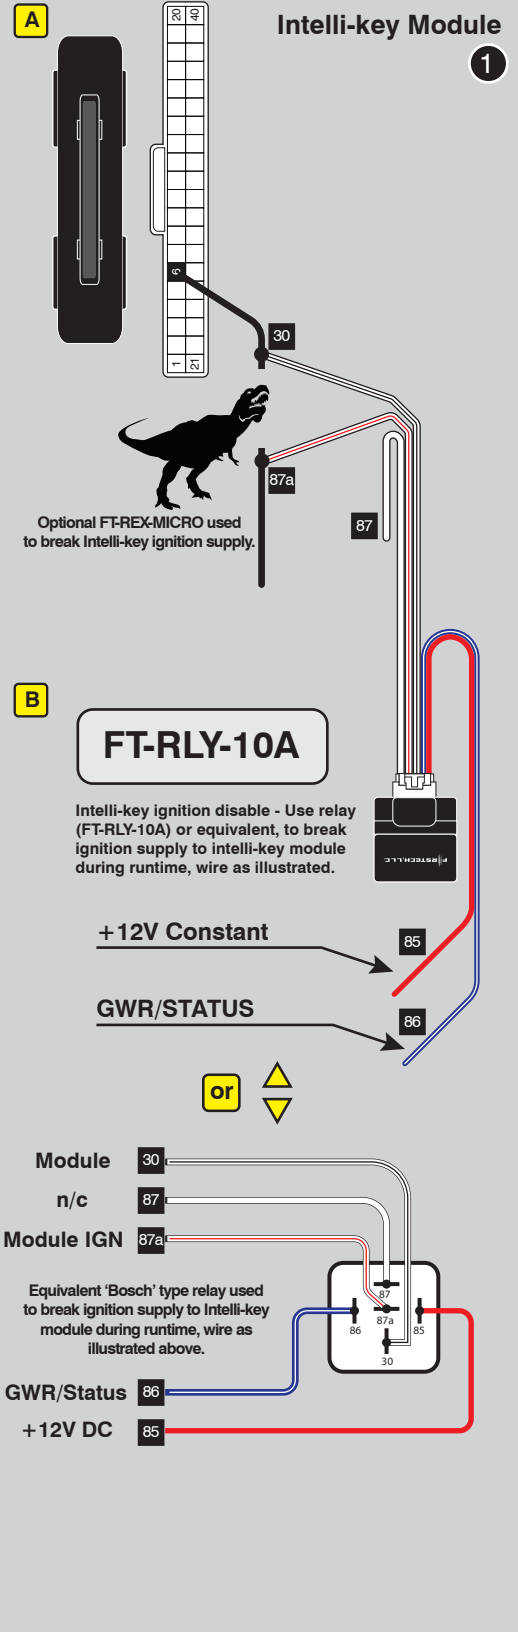 A
20
40
Intelli-key Module
1
6
1
21
30
87a
87
Optional FT-REX-MICRO used
to break Intelli-key ignition supply.
B
FT-RLY-10A
Intelli-key ignition disable - Use relay
(FT-RLY-10A) or equivalent, to break
ignition supply to intelli-key module
during runtime, wire as illustrated.
FIRSTECH.L.L.C
+12V Constant
85
GWR/STATUS
86
or
Module 30
n/c 87
Module IGN 87a
Equivalent ‘Bosch’ type relay used
to break ignition supply to Intelli-key
module during runtime, wire as
illustrated above.
87
87a
86
85
30
GWR/Status 86
+12V DC 85